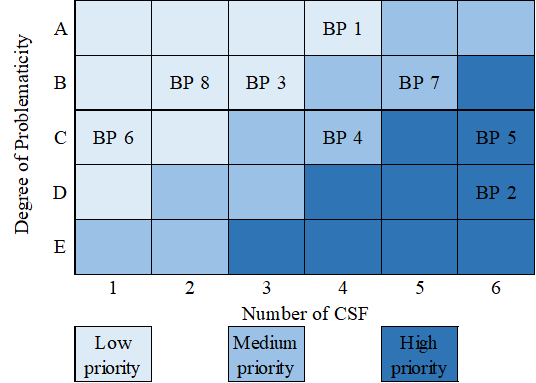 A
BP 1
B
BP 8 BP 3 BP 7
C
BP 6 BP 4 BP 5
D
BP 2
E
Degree of Problematicity
1 2 3 4 5 6
Number of CSF
Low
priority
Medium
priority
High
priority